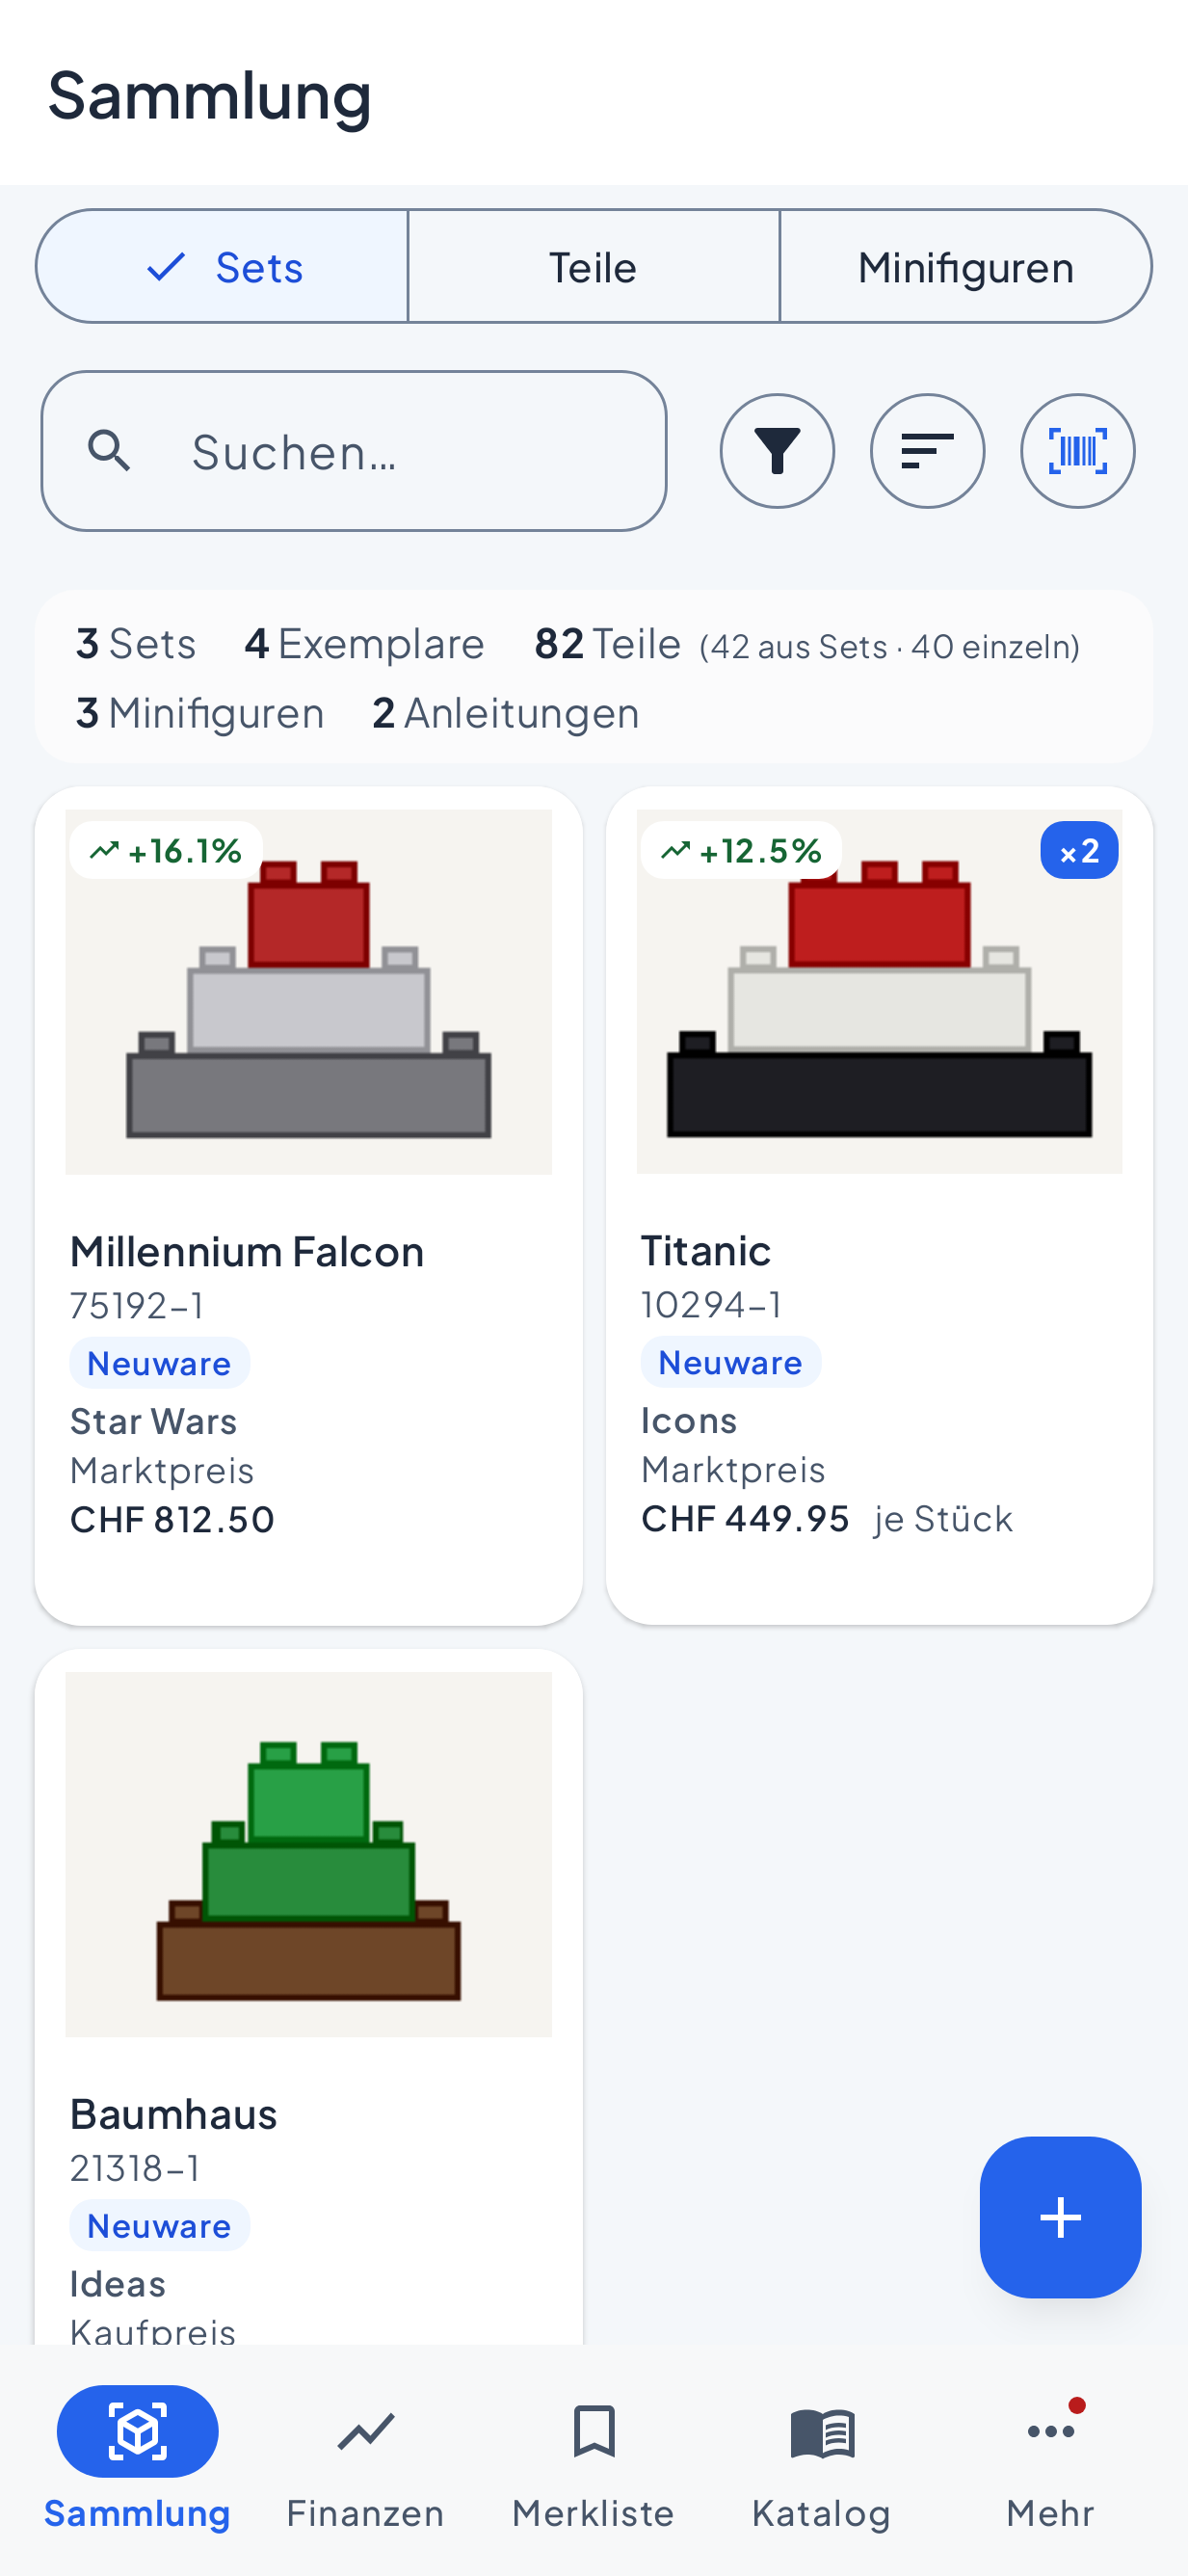 Sammlung
Sets
Teile
Minifiguren
Suchen...
3 Sets 4 Exemplare 82 Teile (42 aus Sets · 40 einzeln)
3 Minifiguren 2 Anleitungen
+16.1%
Millennium Falcon
75192-1
Neuware
Star Wars
Marktpreis
CHF 812.50
+12.5%
×2
Titanic
10294-1
Neuware
Icons
Marktpreis
CHF 449.95 je Stück
Baumhaus
21318-1
Neuware
Ideas
Kaufpreis
Sammlung
Finanzen
Merkliste
Katalog
Mehr